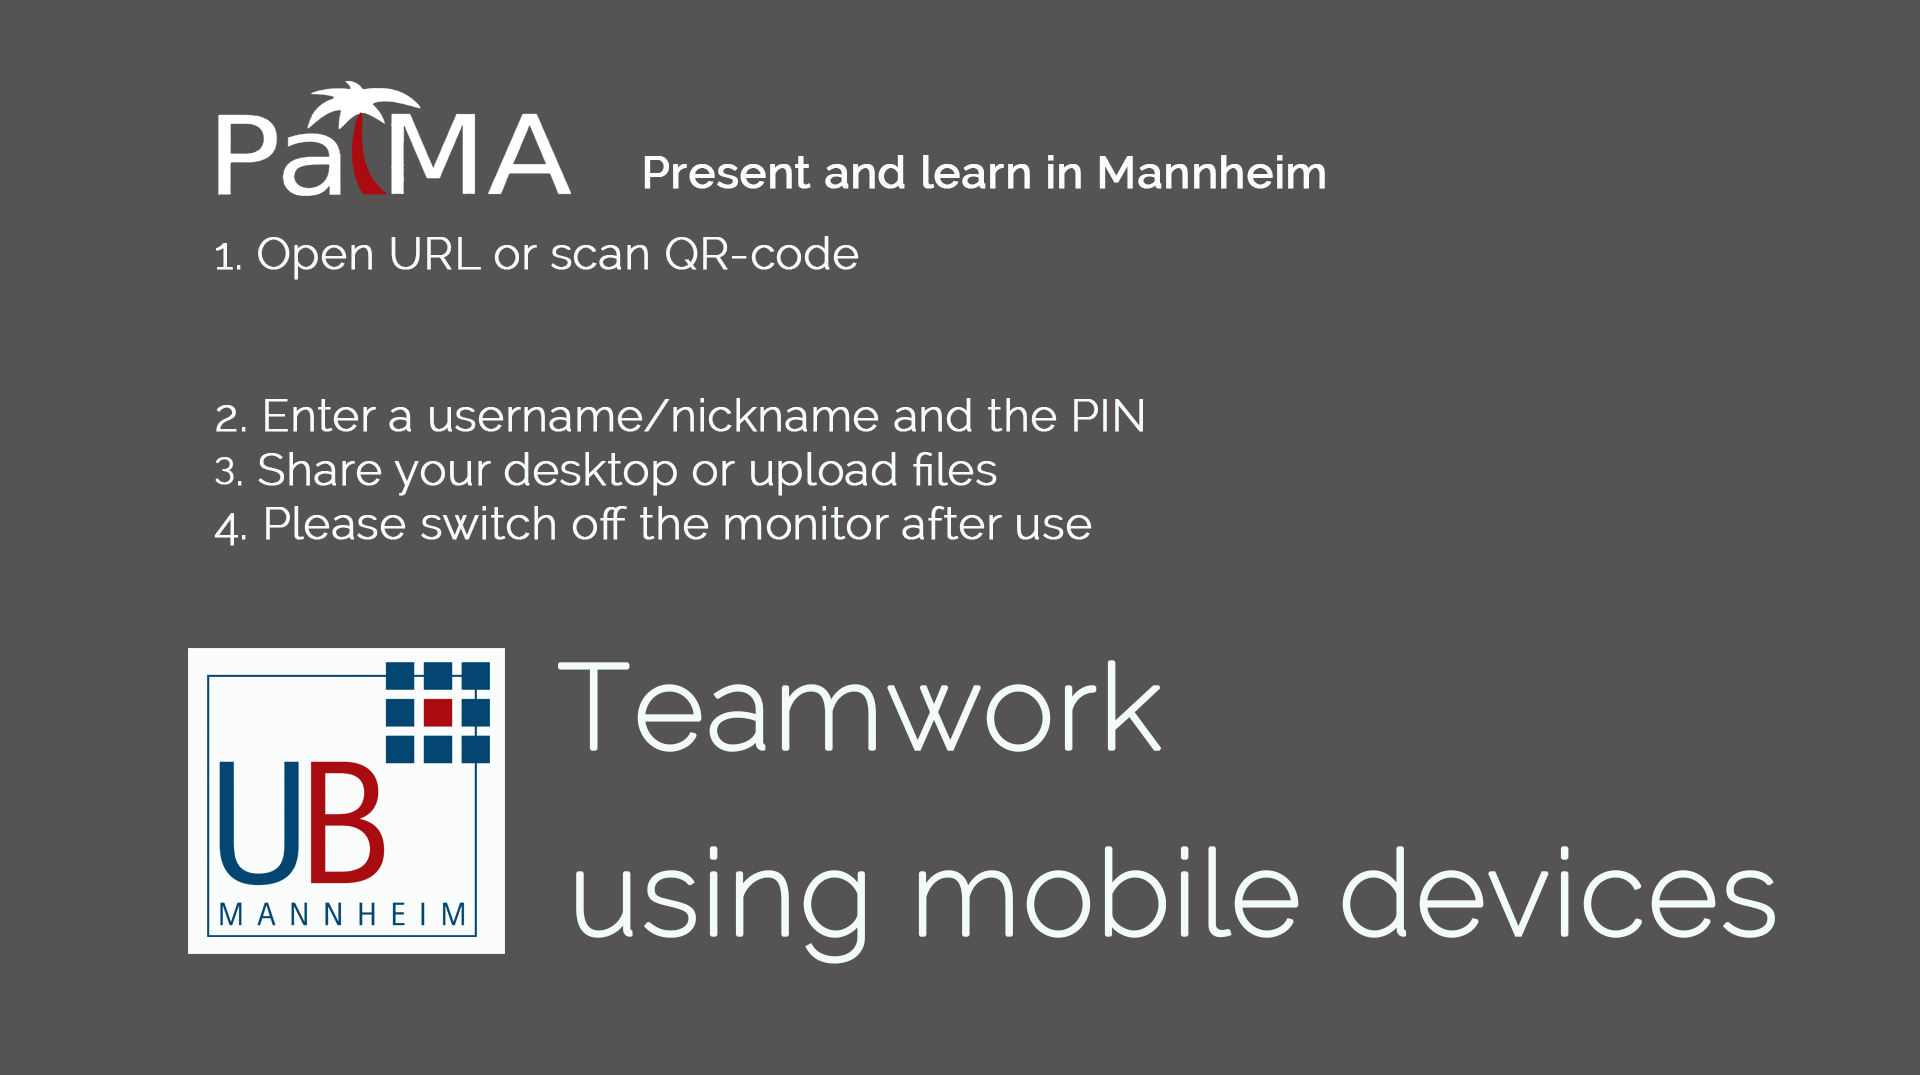 PalMA
Present and learn in Mannheim
1. Open URL or scan QR-code
2. Enter a username/nickname and the PIN
3. Share your desktop or upload files
4. Please switch off the monitor after use
UB
MANNHEIM
Teamwork
using mobile devices